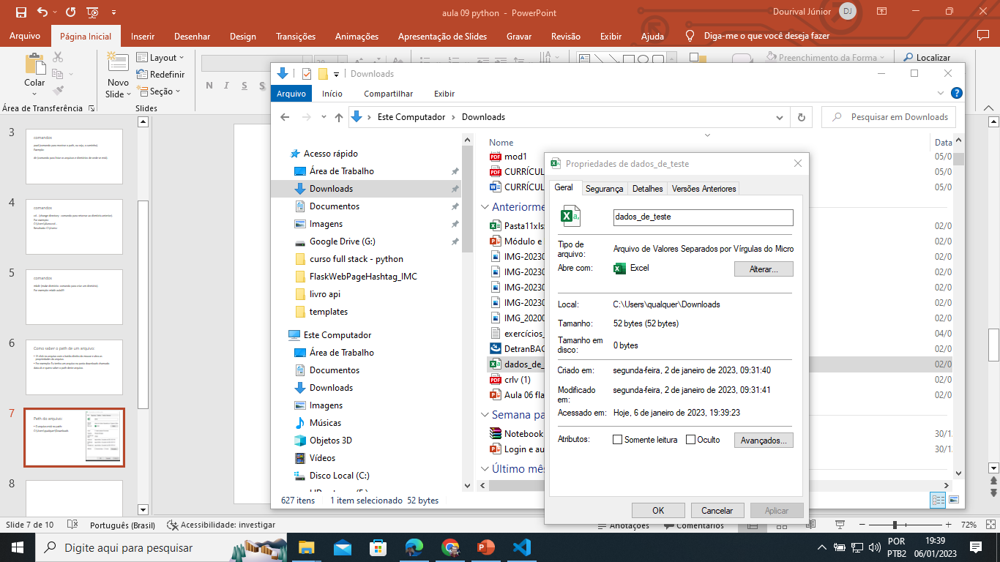 aula 09 python - PowerPoint
Dourival Júnior
DJ
Arquivo
Página Inicial
Inserir
Desenhar
Design
Transições
Animações
Apresentação de Slides
Gravar
Revisão
Exibir
Ajuda
Diga-me o que você deseja fazer
Colar
Novo
Slide
Layout
Redefinir
Seção
N I S S
Preenchimento da Forma
Localizar
Área de Transferência
Slides
3
comandos
4
comandos
5
comandos
6
Como saber o path de um arquivo:
7
Path do arquivo:
C:\Users\qualquer\Downloads
8
Downloads
Arquivo
Início
Compartilhar
Exibir
Este Computador
Downloads
Pesquisar em Downloads
Acesso rápido
Área de Trabalho
Downloads
Documentos
Imagens
Google Drive (G:)
curso full stack - python
FlaskWebPageHashtag_IMC
livro api
templates
Este Computador
Área de Trabalho
Documentos
Downloads
Imagens
Músicas
Objetos 3D
Vídeos
Disco Local (C:)
Nome
Data
mod1
05/0
CURRÍCUL
05/0
CURRÍCUL
05/0
Anteriorme
Pasta11xls
02/0
Módulo e
02/0
IMG-20230
02/0
IMG-20230
02/0
IMG-20230
02/0
IMG-20230
02/0
IMG_20200
02/0
exercícios_
04/0
DetranBAC
02/0
dados_de_
02/0
crlv (1)
02/0
Aula 06 fla
02/0
Semana pa
Notebook
30/1
Login e au
30/1
Último mês
627 itens
1 item selecionado 52 bytes
Propriedades de dados_de_teste
Geral
Segurança
Detalhes
Versões Anteriores
dados_de_teste
Tipo de arquivo:
Arquivo de Valores Separados por Vírgulas do Micro
Abre com:
Excel
Alterar...
Local:
C:\Users\qualquer\Downloads
Tamanho:
52 bytes (52 bytes)
Tamanho em disco:
0 bytes
Criado em:
segunda-feira, 2 de janeiro de 2023, 09:31:40
Modificado em:
segunda-feira, 2 de janeiro de 2023, 09:31:41
Acessado em:
Hoje, 6 de janeiro de 2023, 19:39:23
Atributos:
Somente leitura
Oculto
Avançados...
OK
Cancelar
Aplicar
Slide 7 de 10
Português (Brasil)
Acessibilidade: investigar
Anotações
Comentários
72%
Digite aqui para pesquisar
POR
PTB2
19:39
06/01/2023